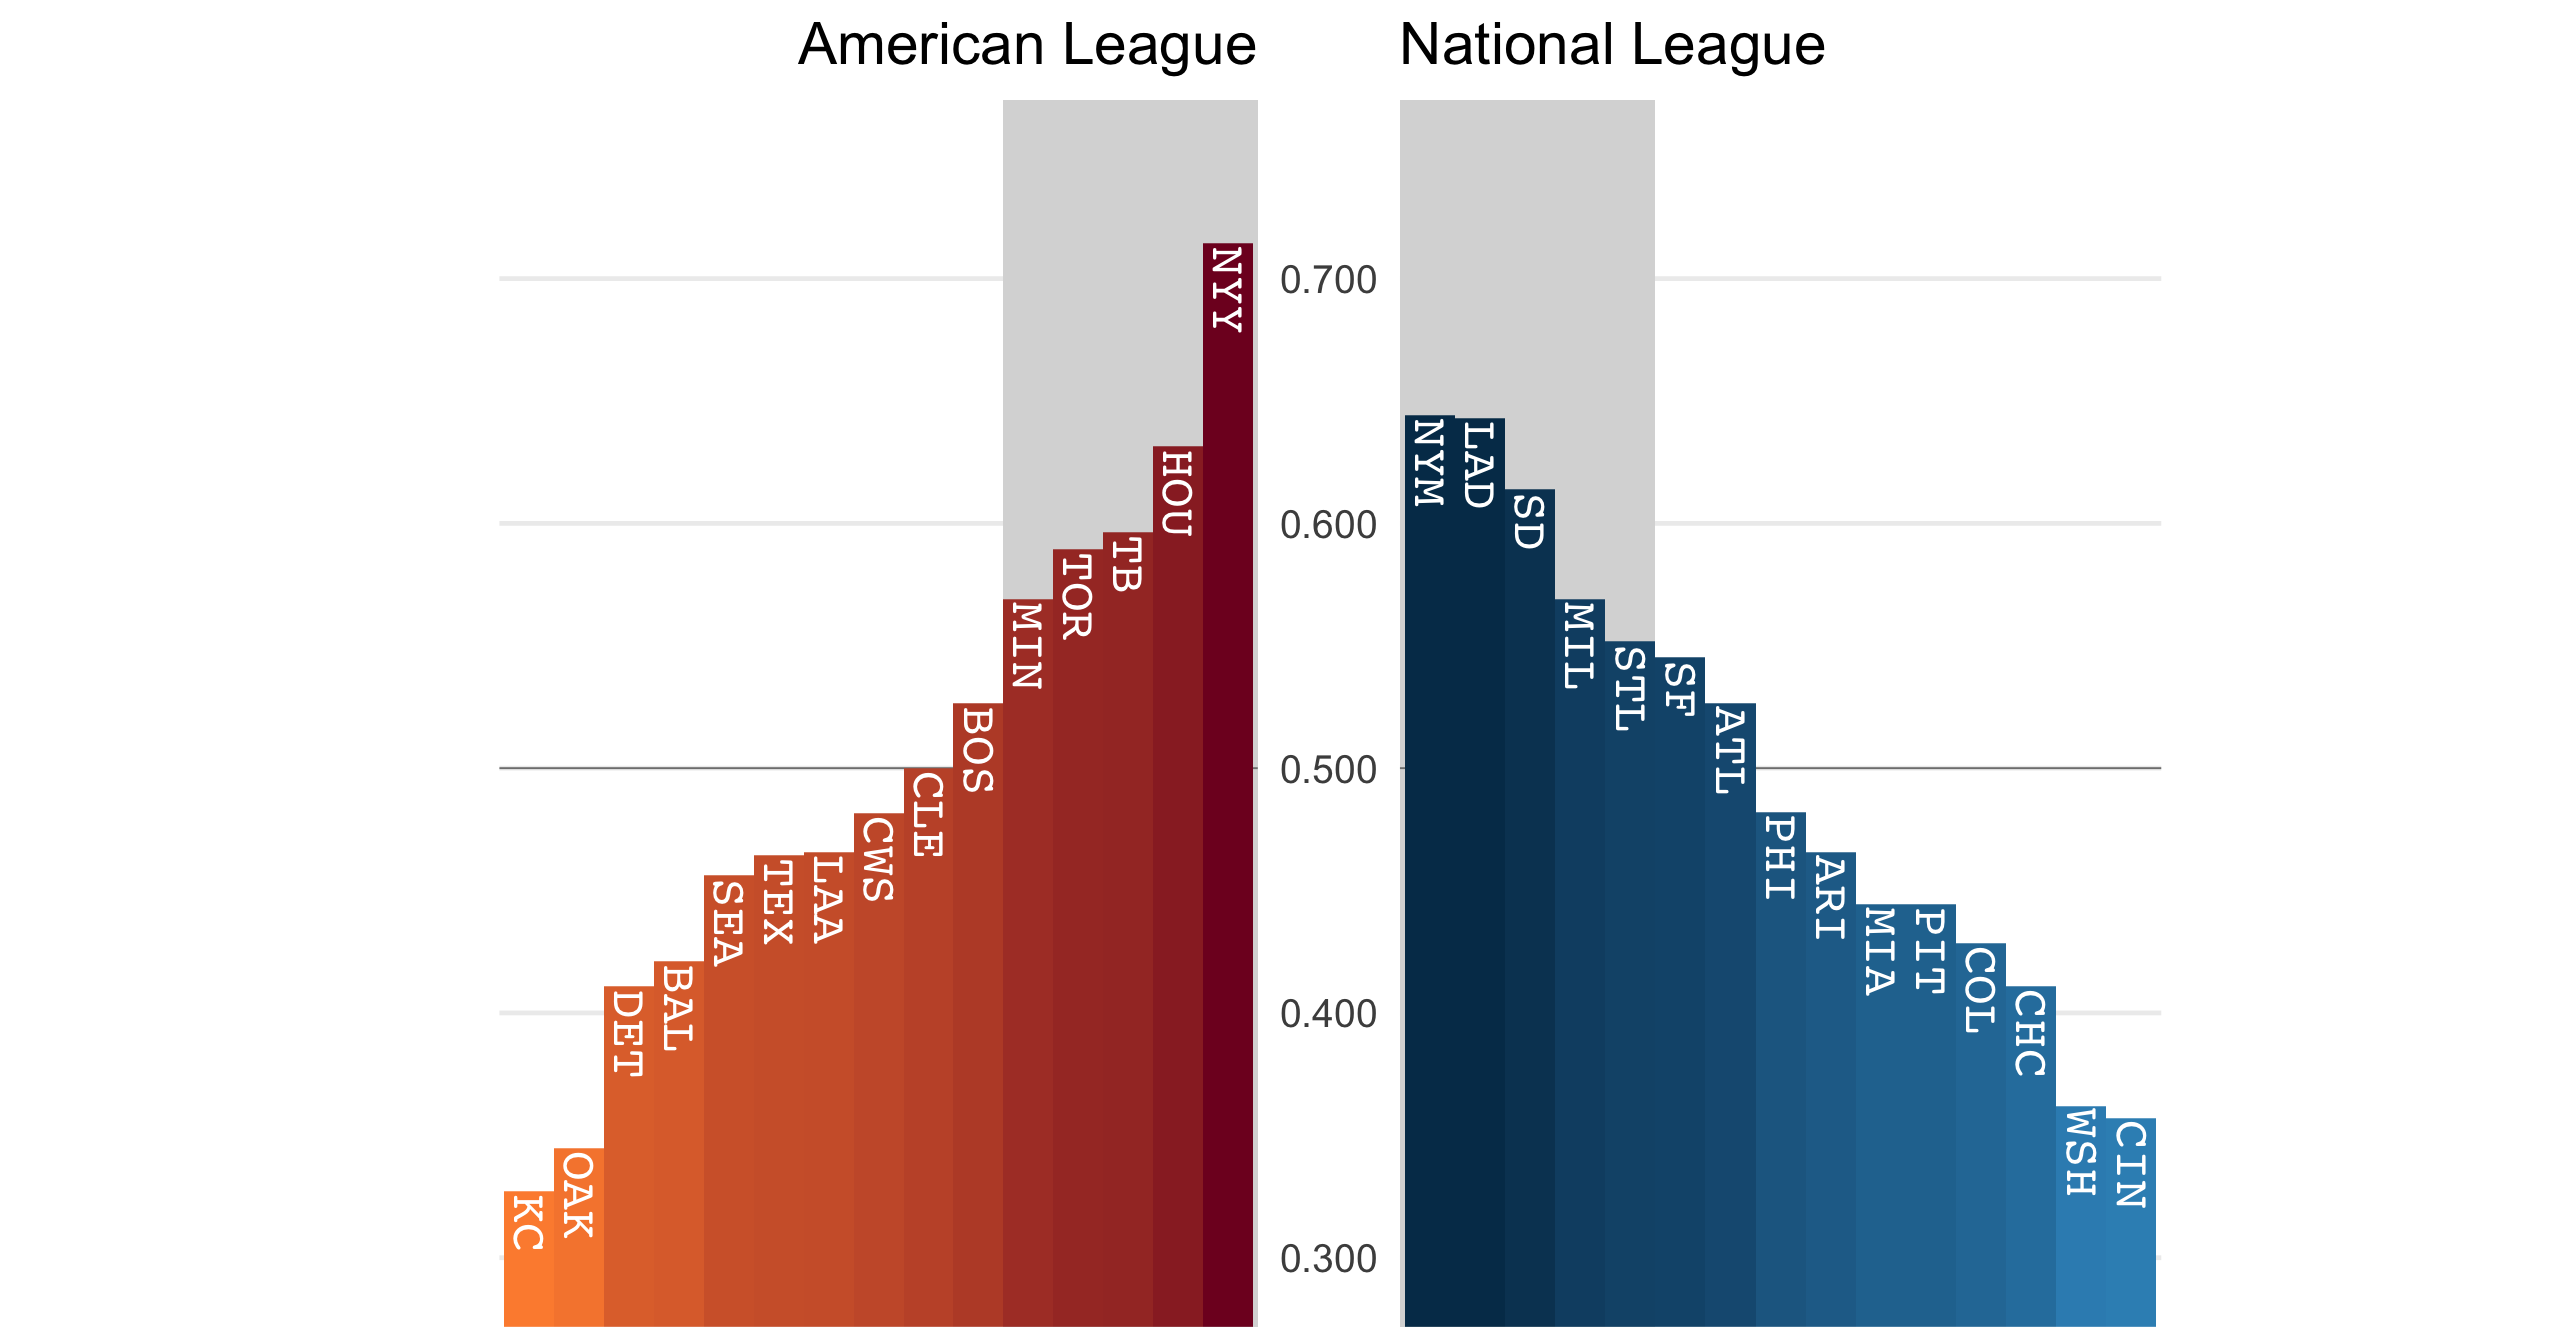 American League
National League
0.700
0.600
0.500
0.400
0.300
KC
OAK
DET
BAL
SEA
TEX
LAA
CWS
CLE
BOS
MIN
TOR
TB
HOU
NYY
NYM
LAD
SD
MIL
STL
SF
ATL
PHI
ARI
MIA
PIT
COL
CHC
WSH
CIN